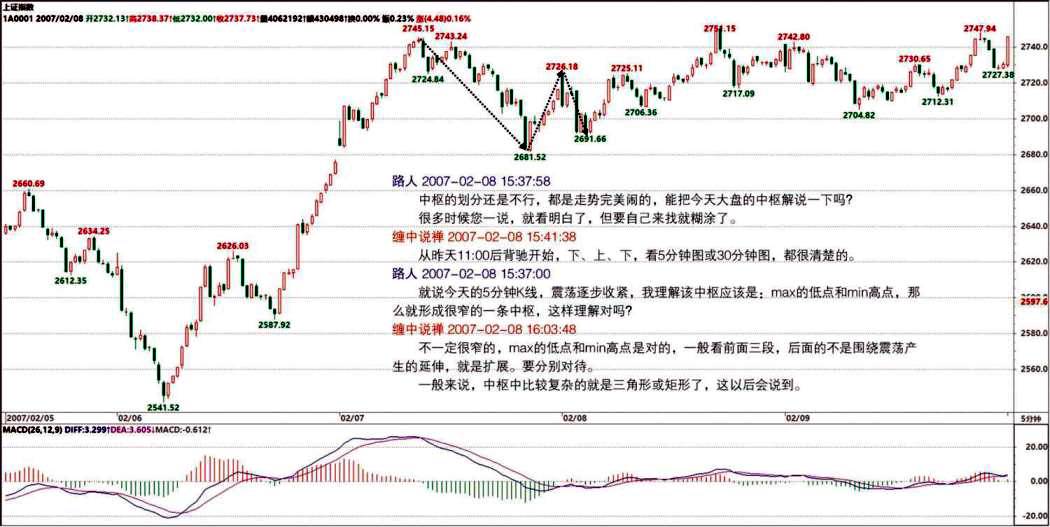 上证指数
1A0001 2007/02/08 开2732.13↑高2738.37↑低2732.00↑收2737.73↑量4062192↑额430498↑换0.00% 振0.23% 涨(4.48)0.16%
2745.15
2743.24
2724.84
2726.18
2725.11
2751.15
2742.80
2747.94
2730.65
2727.38
2717.09
2712.31
2706.36
2704.82
2691.66
2681.52
2660.69
2634.25
2626.03
2612.35
2587.92
2541.52
2740.0
2720.0
2700.0
2680.0
2660.0
2640.0
2620.0
2597.6
2580.0
2560.0
路人 2007-02-08 15:37:58
中枢的划分还是不行，都是走势完美闹的，能把今天大盘的中枢解说一下吗？
很多时候您一说，就看明白了，但要自己来找就糊涂了。
缠中说禅 2007-02-08 15:41:38
从昨天11:00后背驰开始，下、上、下，看5分钟图或30分钟图，都很清楚的。
路人 2007-02-08 15:37:00
就说今天的5分钟K线，震荡逐步收紧，我理解该中枢应该是：max的低点和min高点，那
么就形成很窄的一条中枢，这样理解对吗？
缠中说禅 2007-02-08 16:03:48
不一定很窄的，max的低点和min高点是对的，一般看前面三段，后面的不是围绕震荡产
生的延伸，就是扩展。要分别对待。
一般来说，中枢中比较复杂的就是三角形或矩形了，这以后会说到。
2007/02/05 02/06 02/07 02/08 02/09 5分钟
MACD(26,12,9) DIFF:3.299↑DEA:3.605↓MACD:-0.612↑
20.00
0.00
-20.00